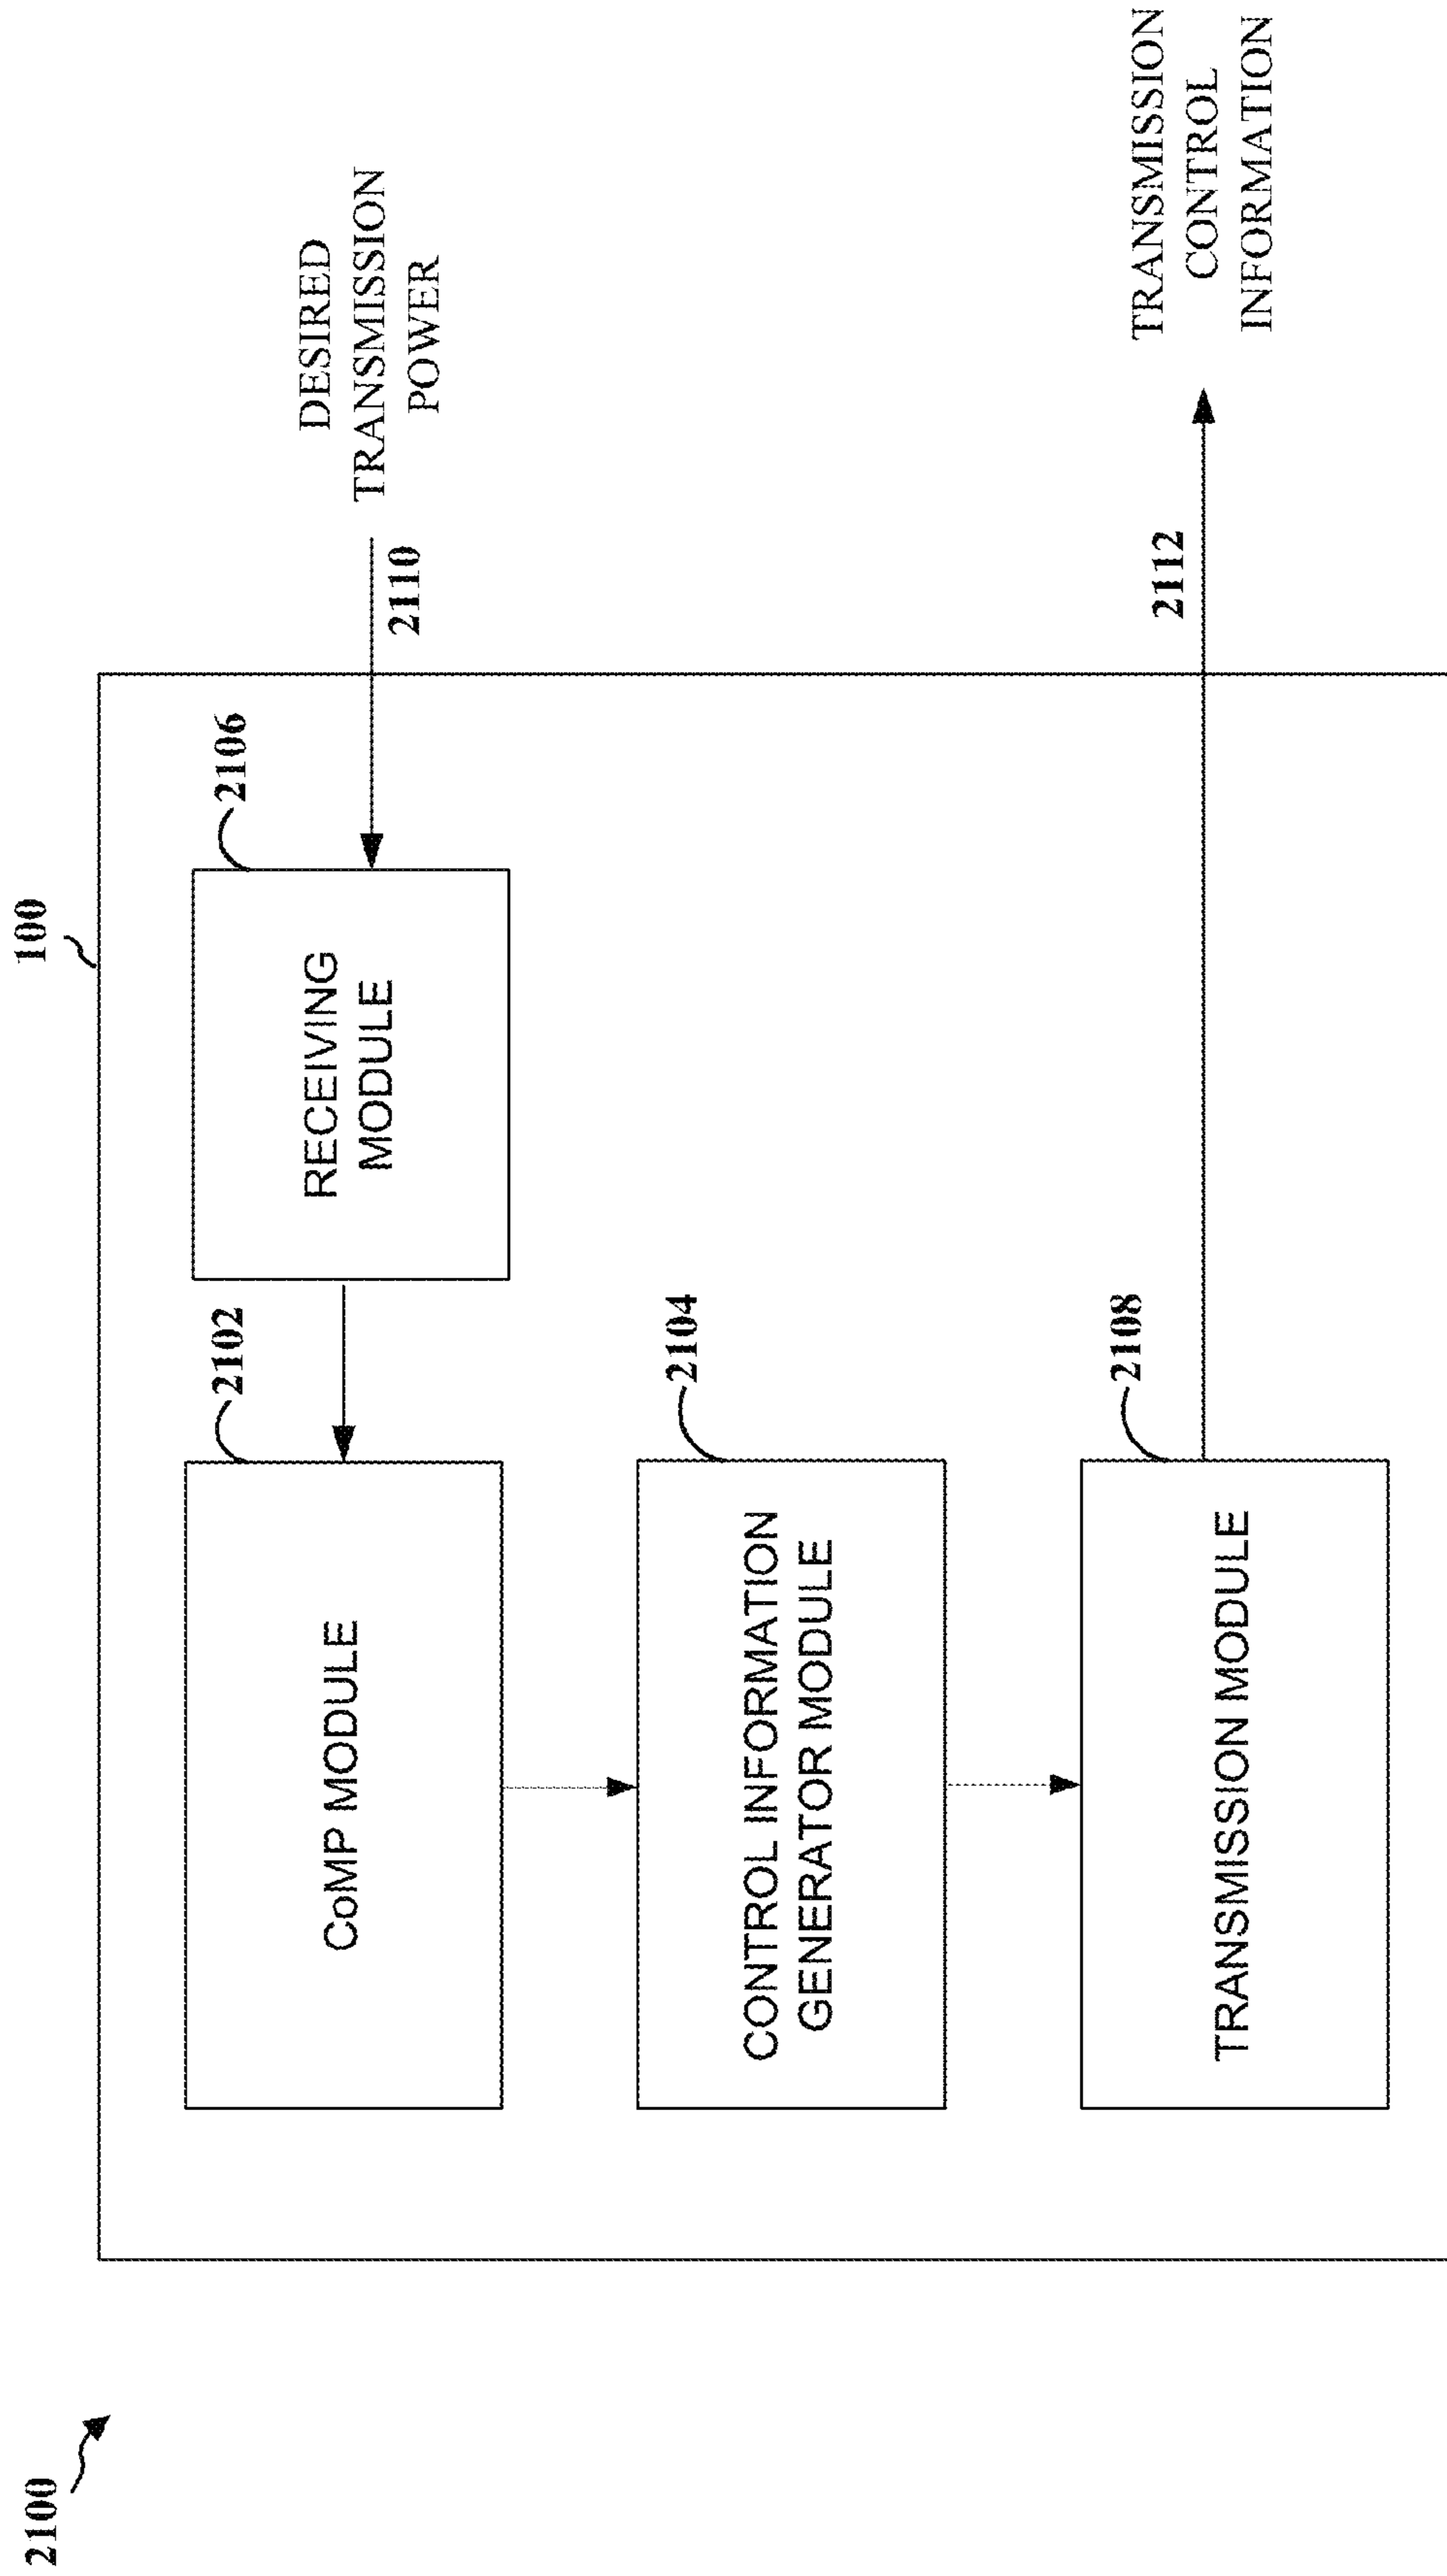 2100
100
2102
CoMP MODULE
2106
RECEIVING
MODULE
2110
DESIRED
TRANSMISSION
POWER
2104
CONTROL INFORMATION
GENERATOR MODULE
2108
TRANSMISSION MODULE
2112
TRANSMISSION
CONTROL
INFORMATION